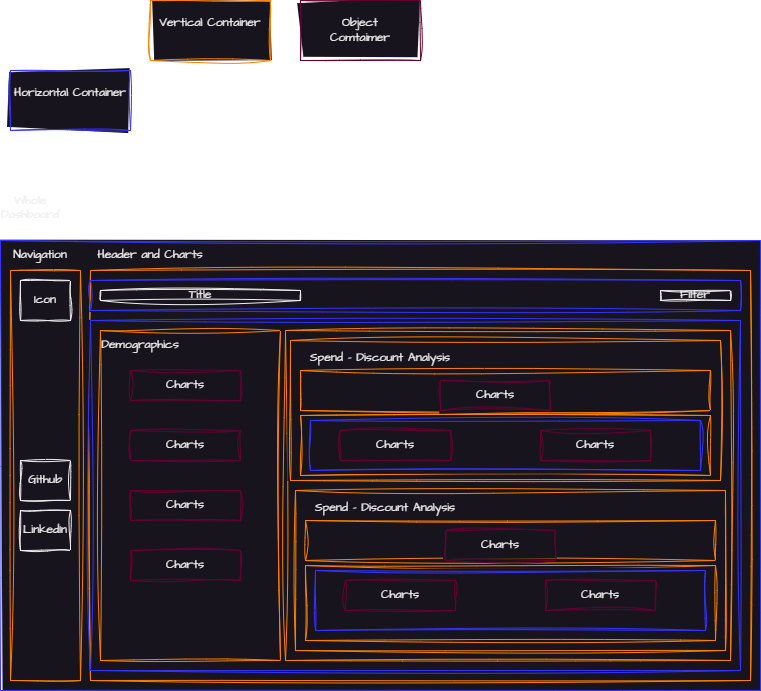 Vertical Container
Object
Comtaimer
Horizontal Container
Whole
Dashboard
Navigation
Header and Charts
Icon
Title
Filter
Demographics
Charts
Charts
Charts
Charts
Spend - Discount Analysis
Charts
Charts
Charts
Spend - Discount Analysis
Charts
Charts
Charts
Github
LinkedIn